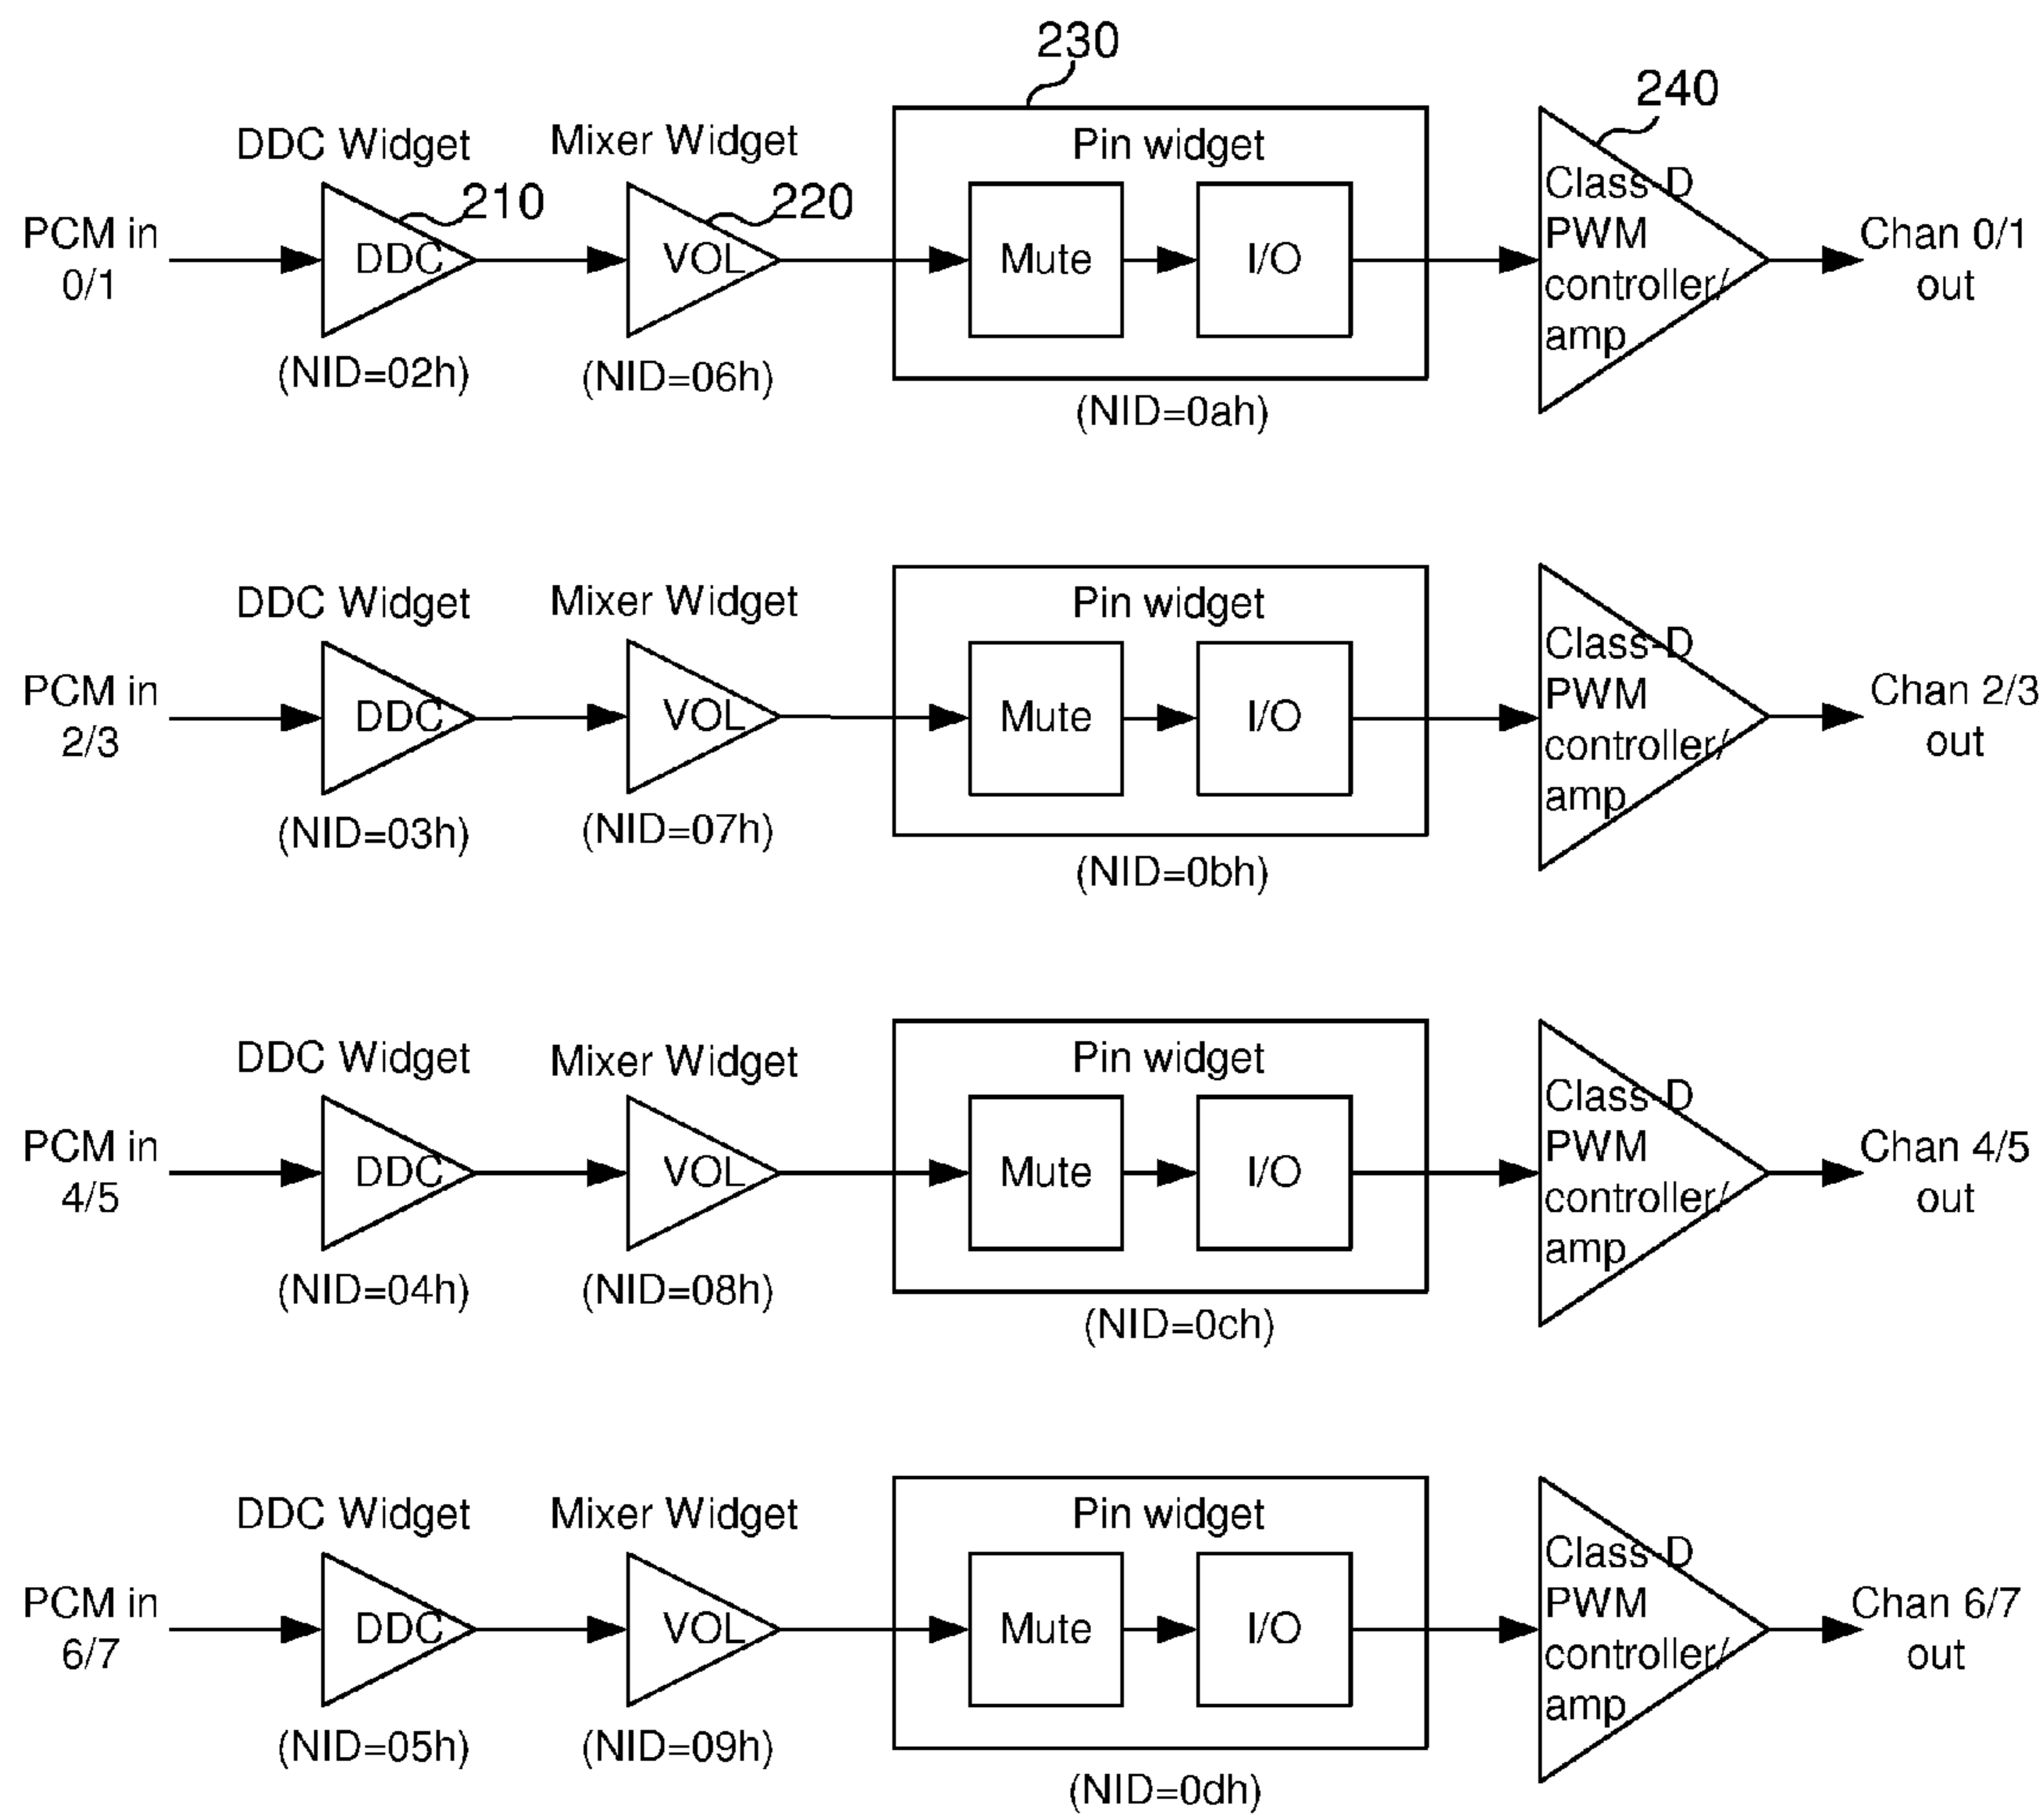 230
240
DDC Widget
Mixer Widget
Pin widget
210
220
PCM in
0/1
DDC
VOL
Mute
I/O
Class-D
PWM
controller/
amp
Chan 0/1
out
(NID=02h)
(NID=06h)
(NID=0ah)
DDC Widget
Mixer Widget
Pin widget
PCM in
2/3
DDC
VOL
Mute
I/O
Class-D
PWM
controller/
amp
Chan 2/3
out
(NID=03h)
(NID=07h)
(NID=0bh)
DDC Widget
Mixer Widget
Pin widget
PCM in
4/5
DDC
VOL
Mute
I/O
Class-D
PWM
controller/
amp
Chan 4/5
out
(NID=04h)
(NID=08h)
(NID=0ch)
DDC Widget
Mixer Widget
Pin widget
PCM in
6/7
DDC
VOL
Mute
I/O
Class-D
PWM
controller/
amp
Chan 6/7
out
(NID=05h)
(NID=09h)
(NID=0dh)